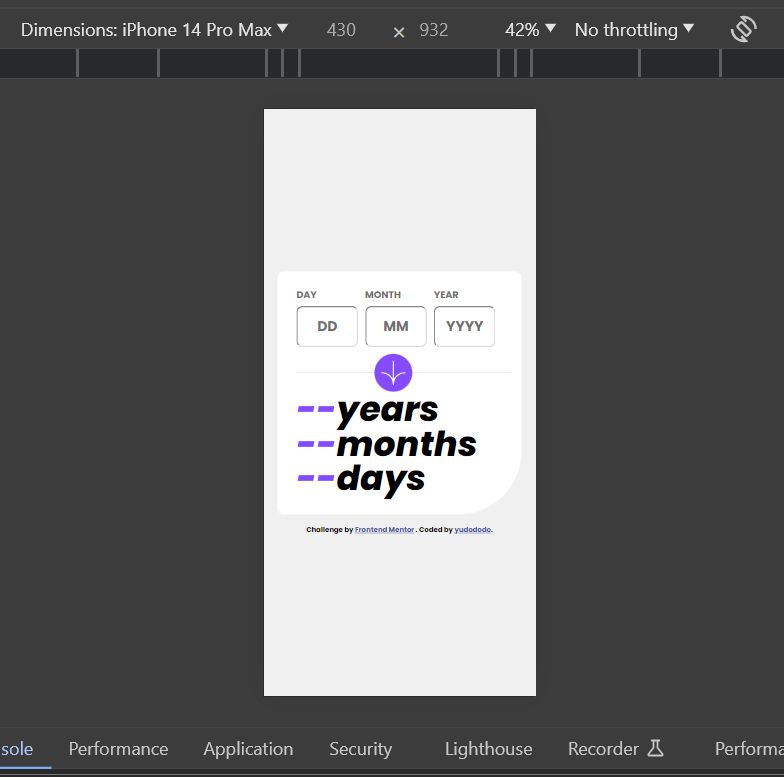 Dimensions: iPhone 14 Pro Max 430 × 932 42% No throttling
DAY MONTH YEAR
DD MM YYYY
--years
--months
--days
Challenge by Frontend Mentor . Coded by yudododo.
sole Performance Application Security Lighthouse Recorder Performa